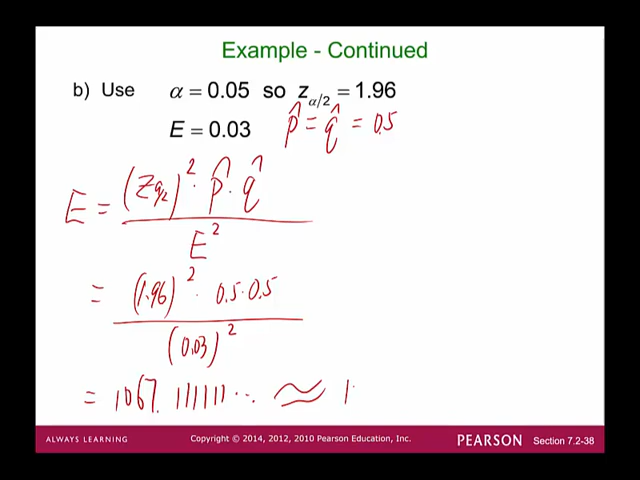 Example - Continued
b) Use α = 0.05 so z_{α/2} = 1.96
E = 0.03 p̂ = q̂ = 0.5
E = (z_{α/2})² · p̂ · q̂
E²
= (1.96)² · 0.5 · 0.5
(0.03)²
= 1067.111111... ≈ 1
ALWAYS LEARNING Copyright © 2014, 2012, 2010 Pearson Education, Inc. PEARSON Section 7.2-38